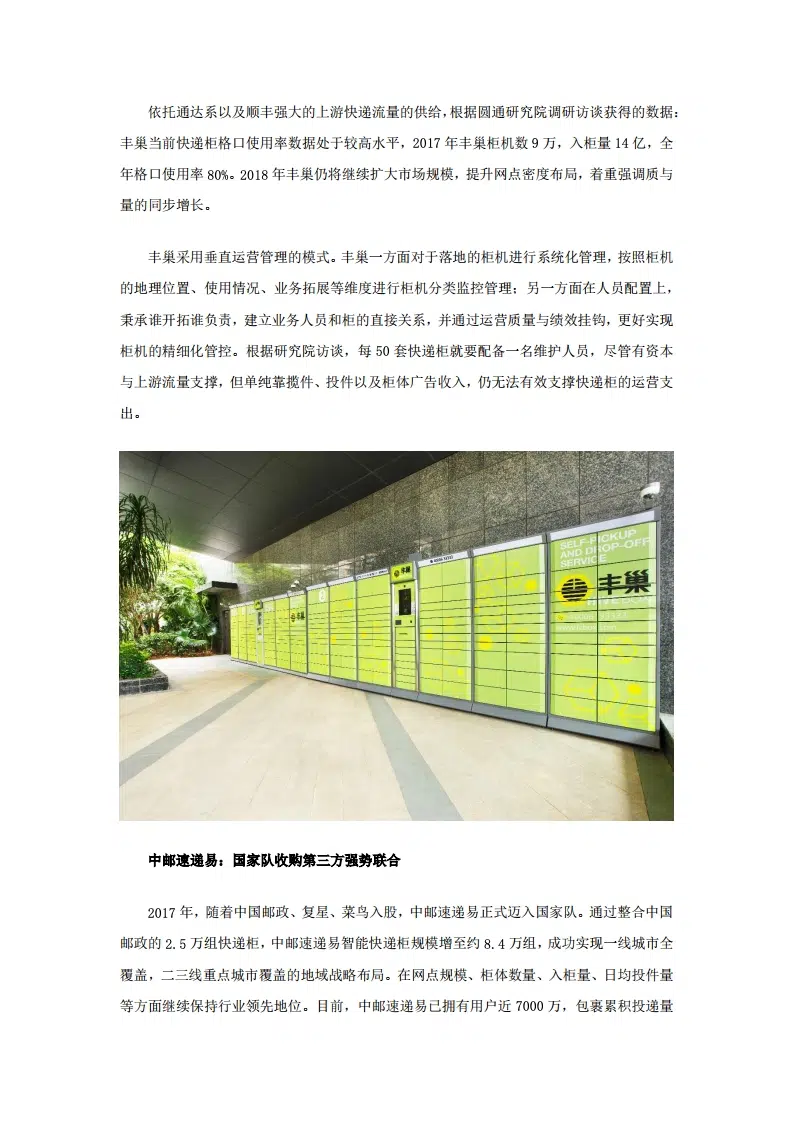 依托通达系以及顺丰强大的上游快递流量的供给，根据圆通研究院调研访谈获得的数据：
丰巢当前快递柜格口使用率数据处于较高水平，2017 年丰巢柜机数 9 万，入柜量 14 亿，全
年格口使用率 80%。2018 年丰巢仍将继续扩大市场规模，提升网点密度布局，着重强调质与
量的同步增长。
丰巢采用垂直运营管理的模式。丰巢一方面对于落地的柜机进行系统化管理，按照柜机
的地理位置、使用情况、业务拓展等维度进行柜机分类监控管理；另一方面在人员配置上，
秉承谁开拓谁负责，建立业务人员和柜的直接关系，并通过运营质量与绩效挂钩，更好实现
柜机的精细化管控。根据研究院访谈，每 50 套快递柜就要配备一名维护人员，尽管有资本
与上游流量支撑，但单纯靠揽件、投件以及柜体广告收入，仍无法有效支撑快递柜的运营支
出。
SELF-PICKUP
AND DROP-OFF
SERVICE
丰巢
丰巢
丰巢
中邮速递易：国家队收购第三方强势联合
2017 年，随着中国邮政、复星、菜鸟入股，中邮速递易正式迈入国家队。通过整合中国
邮政的 2.5 万组快递柜，中邮速递易智能快递柜规模增至约 8.4 万组，成功实现一线城市全
覆盖，二三线重点城市覆盖的地域战略布局。在网点规模、柜体数量、入柜量、日均投件量
等方面继续保持行业领先地位。目前，中邮速递易已拥有用户近 7000 万，包裹累积投递量